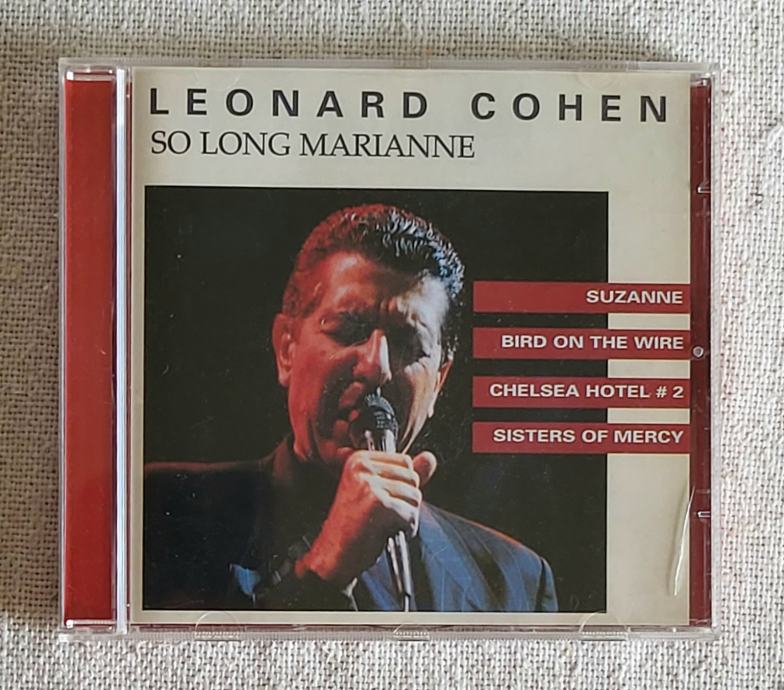 LEONARD COHEN
SO LONG MARIANNE
SUZANNE
BIRD ON THE WIRE
CHELSEA HOTEL # 2
SISTERS OF MERCY